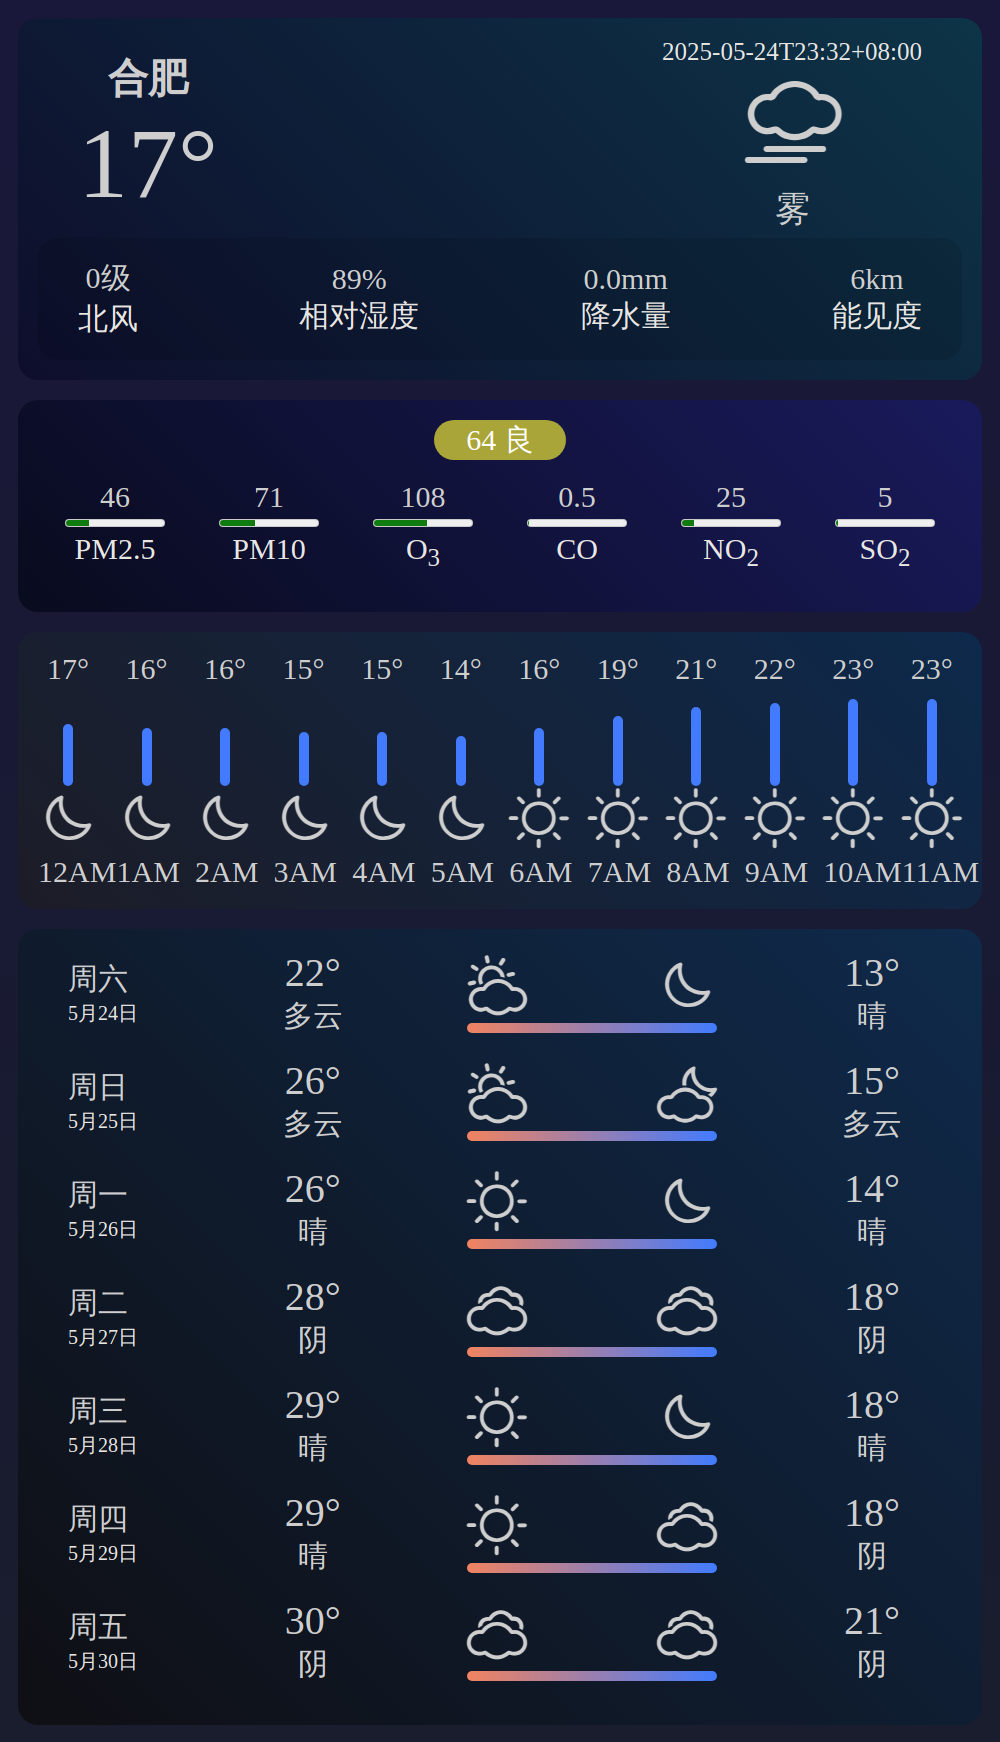 合肥
17°
2025-05-24T23:32+08:00
雾
0级 89% 0.0mm 6km
北风 相对湿度 降水量 能见度
64 良
46 71 108 0.5 25 5
PM2.5 PM10 O3 CO NO2 SO2
17° 16° 16° 15° 15° 14° 16° 19° 21° 22° 23° 23°
12AM 1AM 2AM 3AM 4AM 5AM 6AM 7AM 8AM 9AM 10AM 11AM
周六 22° 13°
5月24日 多云 晴
周日 26° 15°
5月25日 多云 多云
周一 26° 14°
5月26日 晴 晴
周二 28° 18°
5月27日 阴 阴
周三 29° 18°
5月28日 晴 晴
周四 29° 18°
5月29日 晴 阴
周五 30° 21°
5月30日 阴 阴